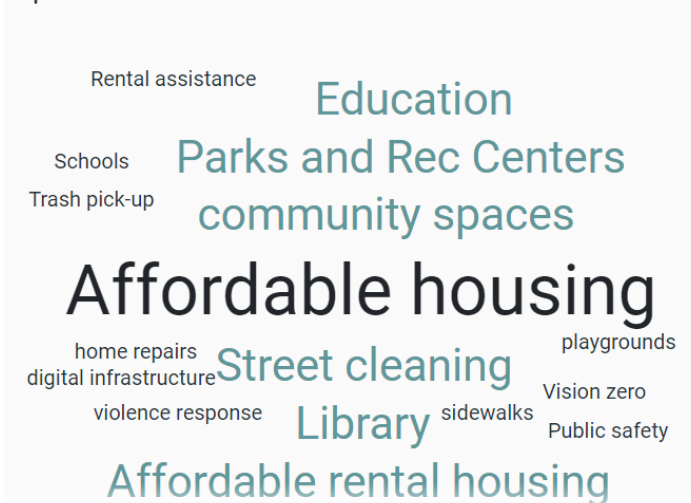 Rental assistance
Education
Parks and Rec Centers
Schools
Trash pick-up
community spaces
Affordable housing
playgrounds
home repairs
Street cleaning
digital infrastructure
Vision zero
violence response
Library
sidewalks
Public safety
Affordable rental housing